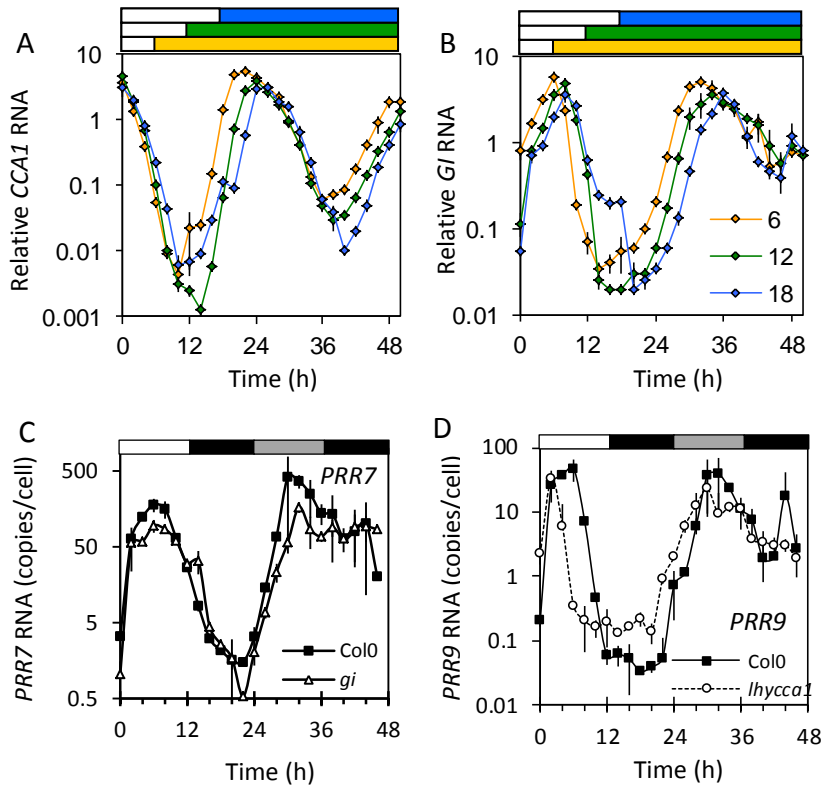 A
Relative CCA1 RNA
10
1
0.1
0.01
0.001
0 12 24 36 48
Time (h)
B
Relative GI RNA
10
1
0.1
0.01
6
12
18
0 12 24 36 48
Time (h)
C
PRR7 RNA (copies/cell)
500
50
5
0.5
PRR7
Col0
gi
0 12 24 36 48
Time (h)
D
PRR9 RNA (copies/cell)
100
10
1
0.1
0.01
PRR9
Col0
lhycca1
0 12 24 36 48
Time (h)